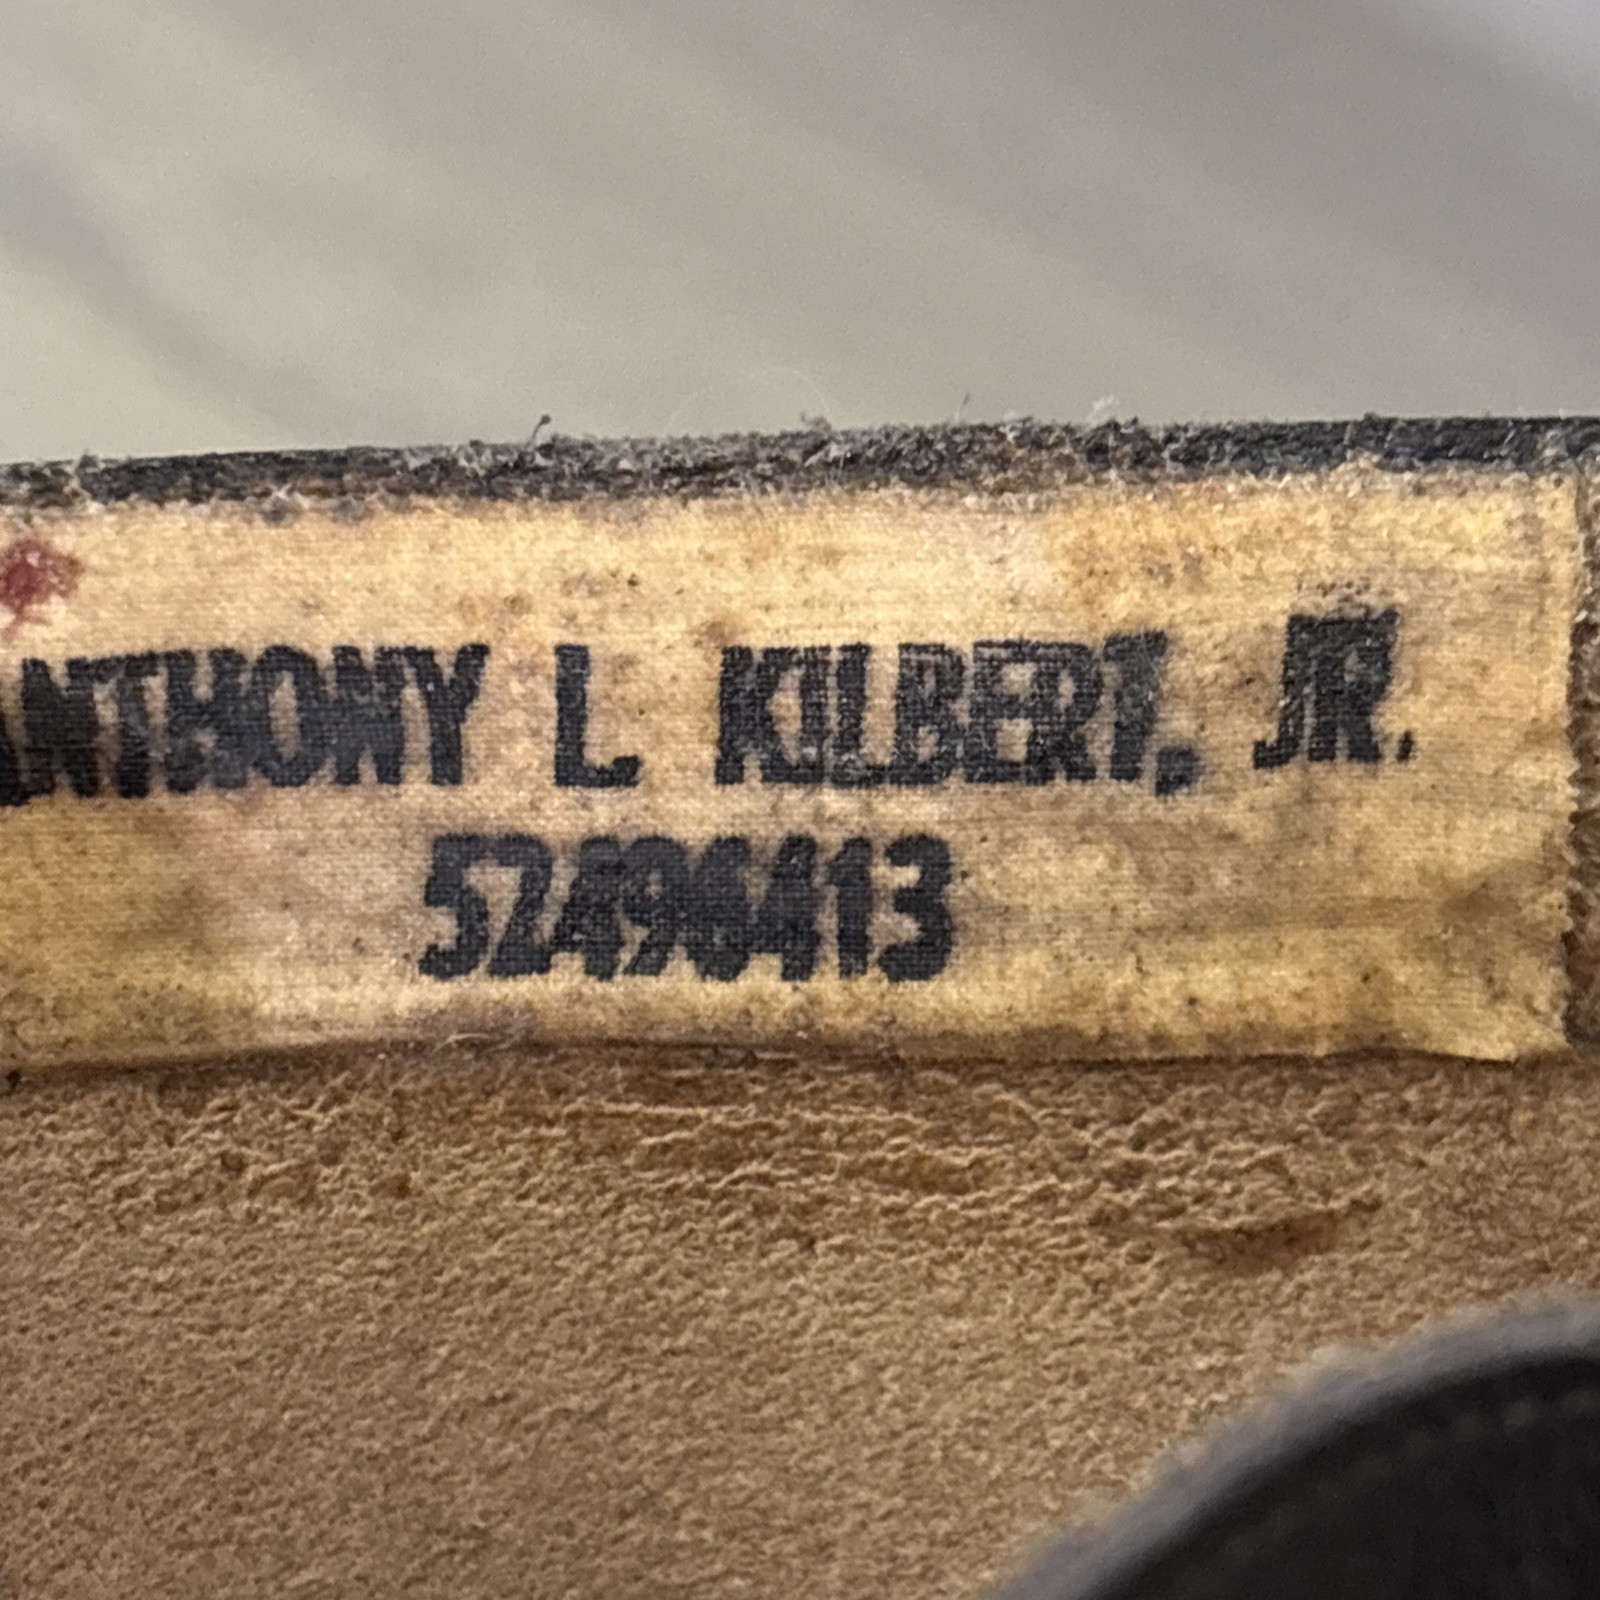 ANTHONY L. KILBERT, JR.
52496413